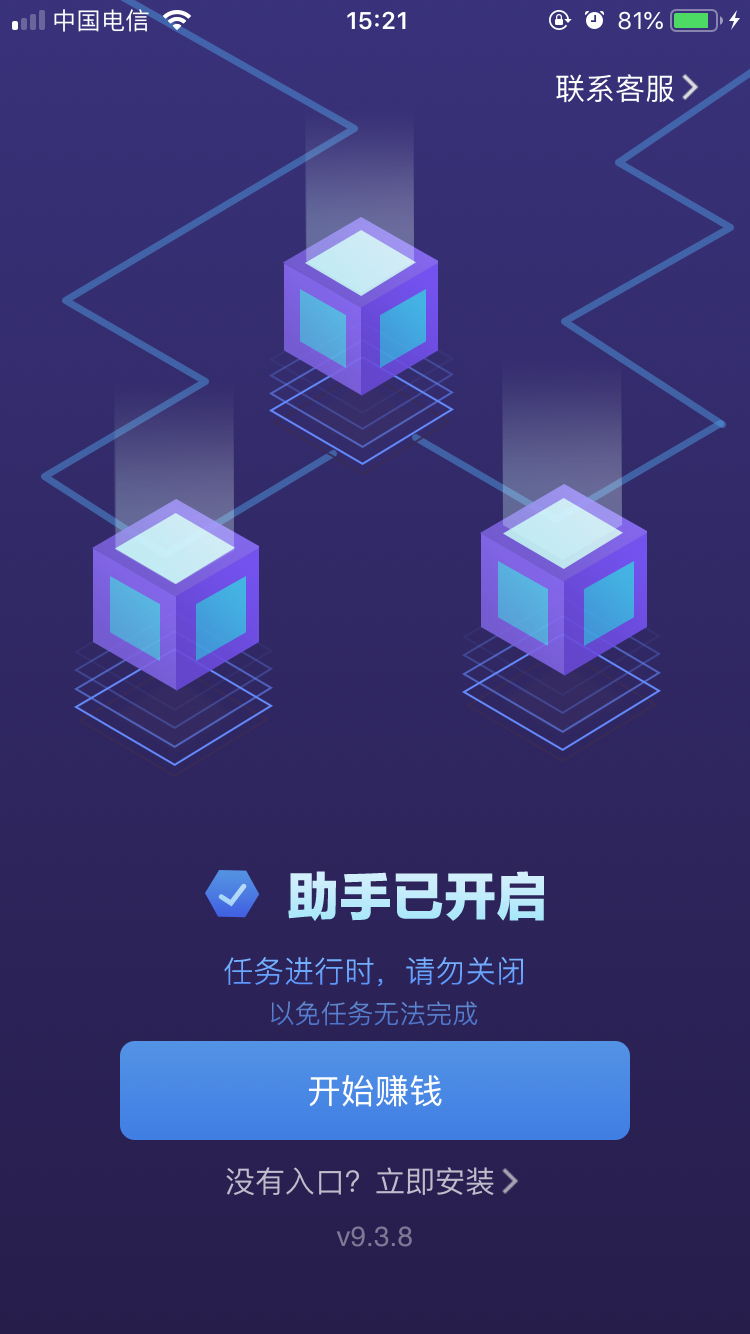 中国电信 15:21 81%
联系客服
助手已开启
任务进行时，请勿关闭
以免任务无法完成
开始赚钱
没有入口？立即安装
v9.3.8